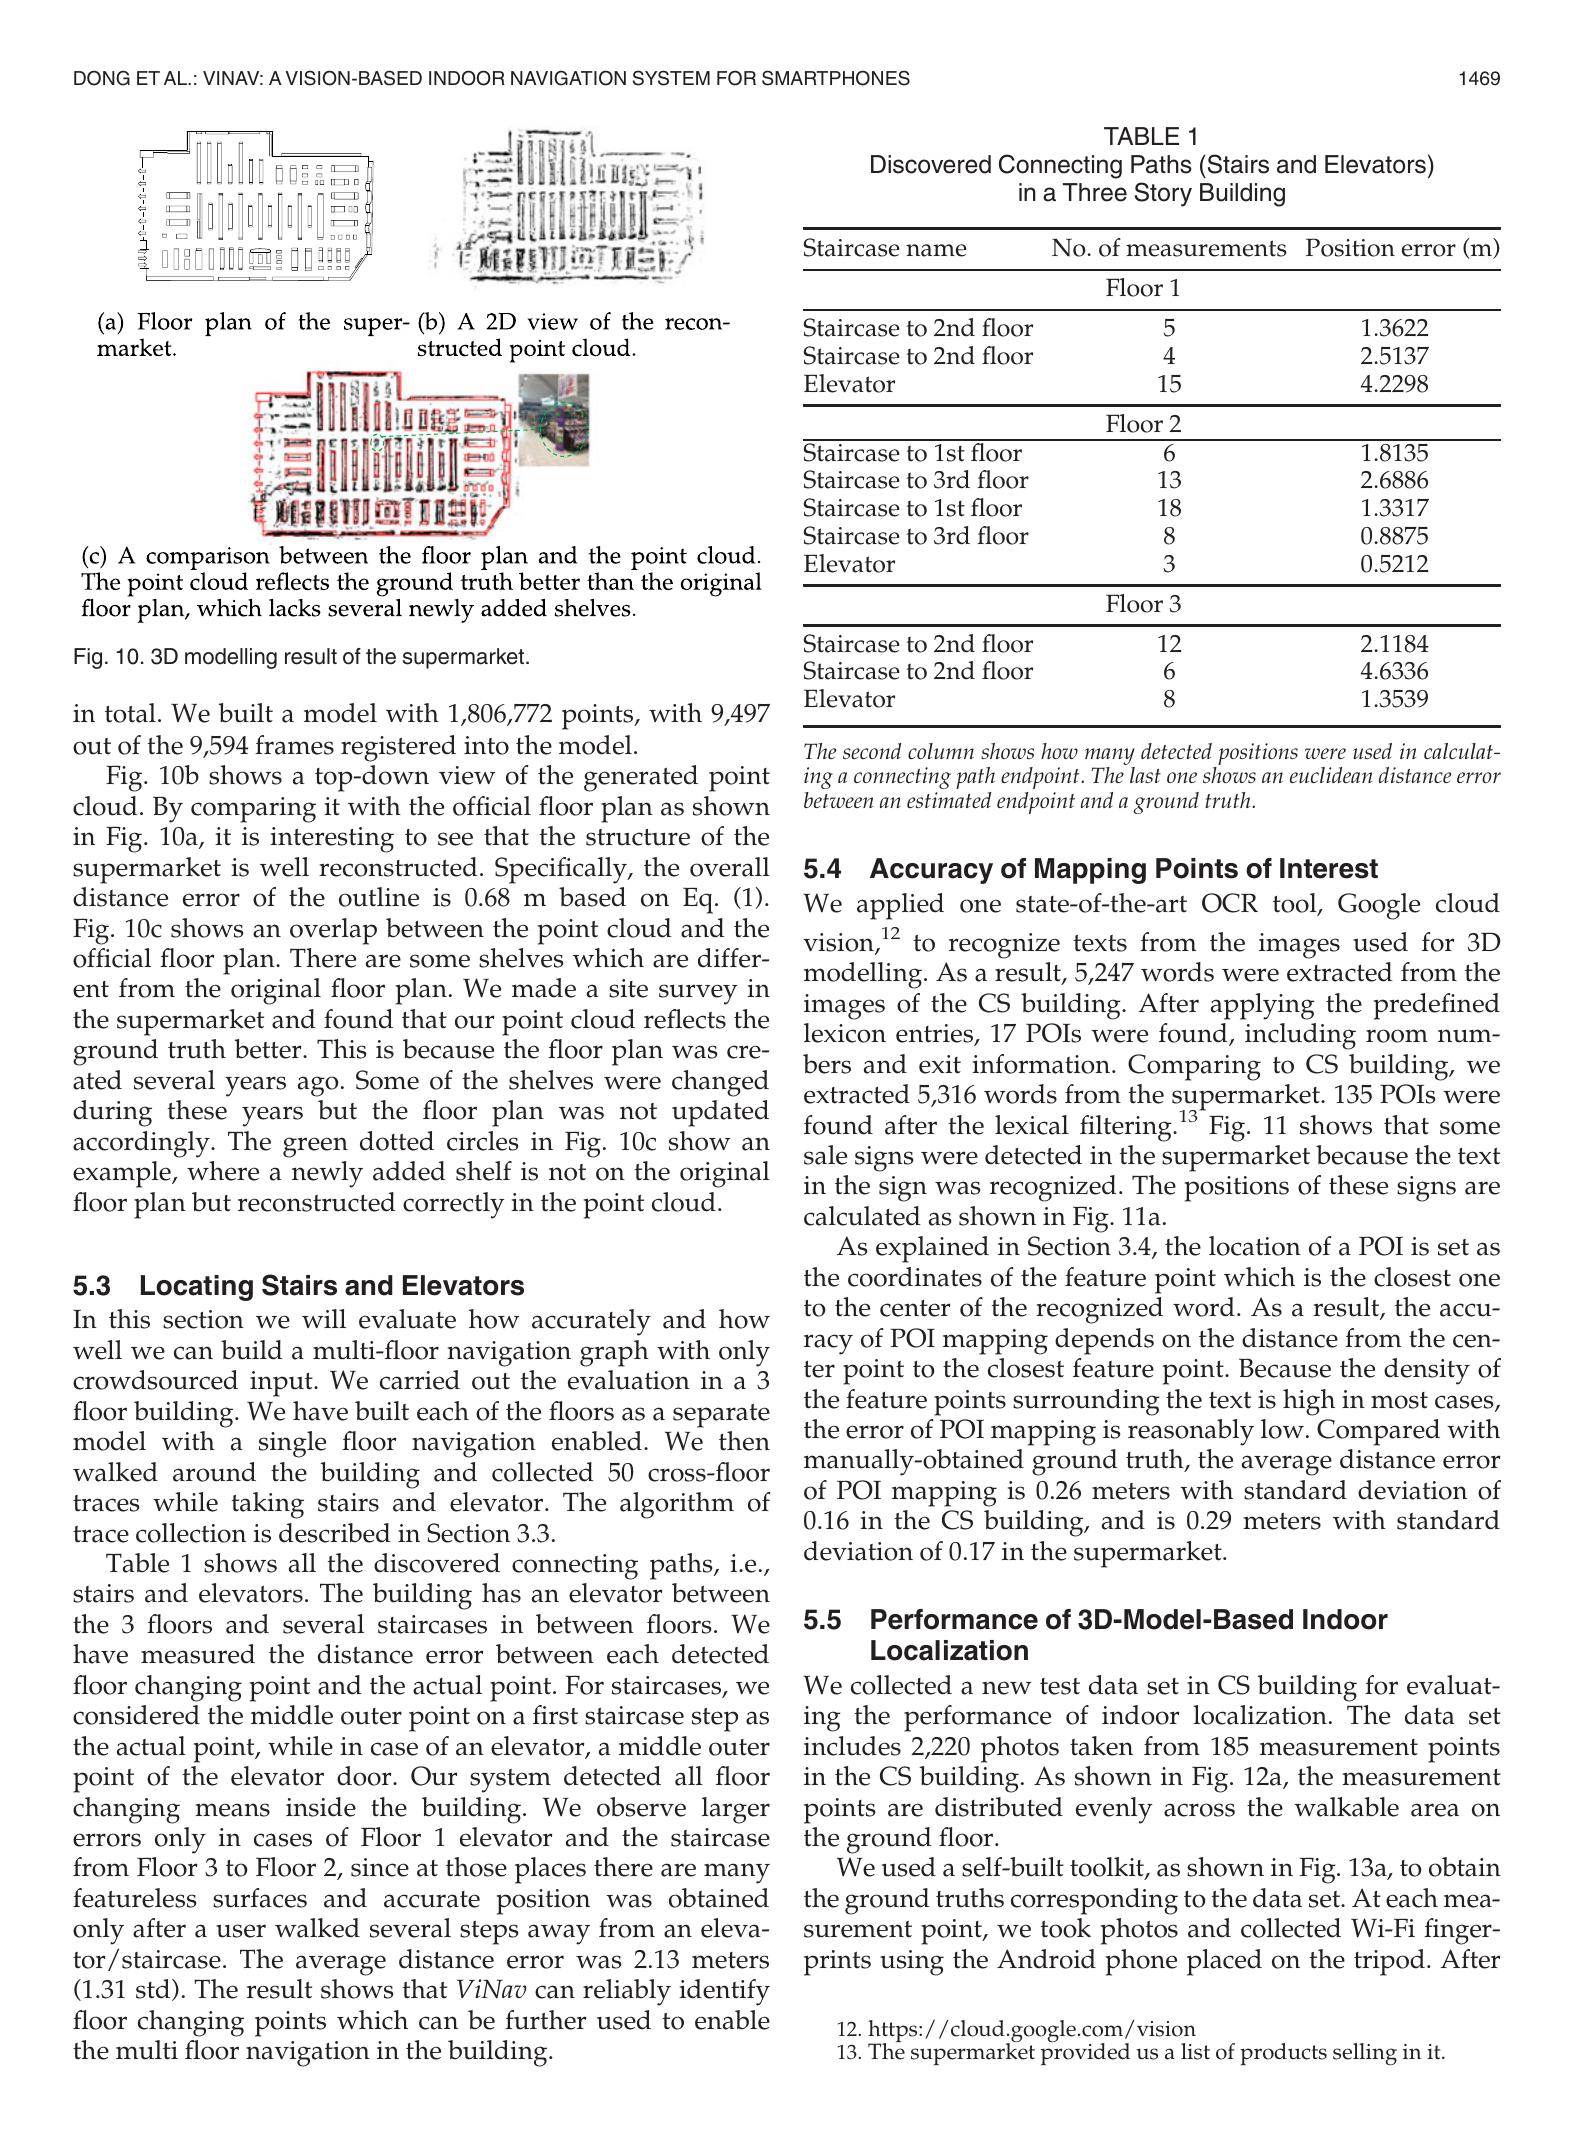 DONG ET AL.: VINAV: A VISION-BASED INDOOR NAVIGATION SYSTEM FOR SMARTPHONES
1469
(a) Floor plan of the super-
market.
(b) A 2D view of the recon-
structed point cloud.
(c) A comparison between the floor plan and the point cloud.
The point cloud reflects the ground truth better than the original
floor plan, which lacks several newly added shelves.
Fig. 10. 3D modelling result of the supermarket.
in total. We built a model with 1,806,772 points, with 9,497
out of the 9,594 frames registered into the model.
Fig. 10b shows a top-down view of the generated point
cloud. By comparing it with the official floor plan as shown
in Fig. 10a, it is interesting to see that the structure of the
supermarket is well reconstructed. Specifically, the overall
distance error of the outline is 0.68 m based on Eq. (1).
Fig. 10c shows an overlap between the point cloud and the
official floor plan. There are some shelves which are differ-
ent from the original floor plan. We made a site survey in
the supermarket and found that our point cloud reflects the
ground truth better. This is because the floor plan was cre-
ated several years ago. Some of the shelves were changed
during these years but the floor plan was not updated
accordingly. The green dotted circles in Fig. 10c show an
example, where a newly added shelf is not on the original
floor plan but reconstructed correctly in the point cloud.
5.3 Locating Stairs and Elevators
In this section we will evaluate how accurately and how
well we can build a multi-floor navigation graph with only
crowdsourced input. We carried out the evaluation in a 3
floor building. We have built each of the floors as a separate
model with a single floor navigation enabled. We then
walked around the building and collected 50 cross-floor
traces while taking stairs and elevator. The algorithm of
trace collection is described in Section 3.3.
Table 1 shows all the discovered connecting paths, i.e.,
stairs and elevators. The building has an elevator between
the 3 floors and several staircases in between floors. We
have measured the distance error between each detected
floor changing point and the actual point. For staircases, we
considered the middle outer point on a first staircase step as
the actual point, while in case of an elevator, a middle outer
point of the elevator door. Our system detected all floor
changing means inside the building. We observe larger
errors only in cases of Floor 1 elevator and the staircase
from Floor 3 to Floor 2, since at those places there are many
featureless surfaces and accurate position was obtained
only after a user walked several steps away from an eleva-
tor/staircase. The average distance error was 2.13 meters
(1.31 std). The result shows that ViNav can reliably identify
floor changing points which can be further used to enable
the multi floor navigation in the building.
TABLE 1
Discovered Connecting Paths (Stairs and Elevators)
in a Three Story Building
Staircase name No. of measurements Position error (m)
Floor 1
Staircase to 2nd floor 5 1.3622
Staircase to 2nd floor 4 2.5137
Elevator 15 4.2298
Floor 2
Staircase to 1st floor 6 1.8135
Staircase to 3rd floor 13 2.6886
Staircase to 1st floor 18 1.3317
Staircase to 3rd floor 8 0.8875
Elevator 3 0.5212
Floor 3
Staircase to 2nd floor 12 2.1184
Staircase to 2nd floor 6 4.6336
Elevator 8 1.3539
The second column shows how many detected positions were used in calculat-
ing a connecting path endpoint. The last one shows an euclidean distance error
between an estimated endpoint and a ground truth.
5.4 Accuracy of Mapping Points of Interest
We applied one state-of-the-art OCR tool, Google cloud
vision,12 to recognize texts from the images used for 3D
modelling. As a result, 5,247 words were extracted from the
images of the CS building. After applying the predefined
lexicon entries, 17 POIs were found, including room num-
bers and exit information. Comparing to CS building, we
extracted 5,316 words from the supermarket. 135 POIs were
found after the lexical filtering.13 Fig. 11 shows that some
sale signs were detected in the supermarket because the text
in the sign was recognized. The positions of these signs are
calculated as shown in Fig. 11a.
As explained in Section 3.4, the location of a POI is set as
the coordinates of the feature point which is the closest one
to the center of the recognized word. As a result, the accu-
racy of POI mapping depends on the distance from the cen-
ter point to the closest feature point. Because the density of
the feature points surrounding the text is high in most cases,
the error of POI mapping is reasonably low. Compared with
manually-obtained ground truth, the average distance error
of POI mapping is 0.26 meters with standard deviation of
0.16 in the CS building, and is 0.29 meters with standard
deviation of 0.17 in the supermarket.
5.5 Performance of 3D-Model-Based Indoor
Localization
We collected a new test data set in CS building for evaluat-
ing the performance of indoor localization. The data set
includes 2,220 photos taken from 185 measurement points
in the CS building. As shown in Fig. 12a, the measurement
points are distributed evenly across the walkable area on
the ground floor.
We used a self-built toolkit, as shown in Fig. 13a, to obtain
the ground truths corresponding to the data set. At each mea-
surement point, we took photos and collected Wi-Fi finger-
prints using the Android phone placed on the tripod. After
12. https://cloud.google.com/vision
13. The supermarket provided us a list of products selling in it.